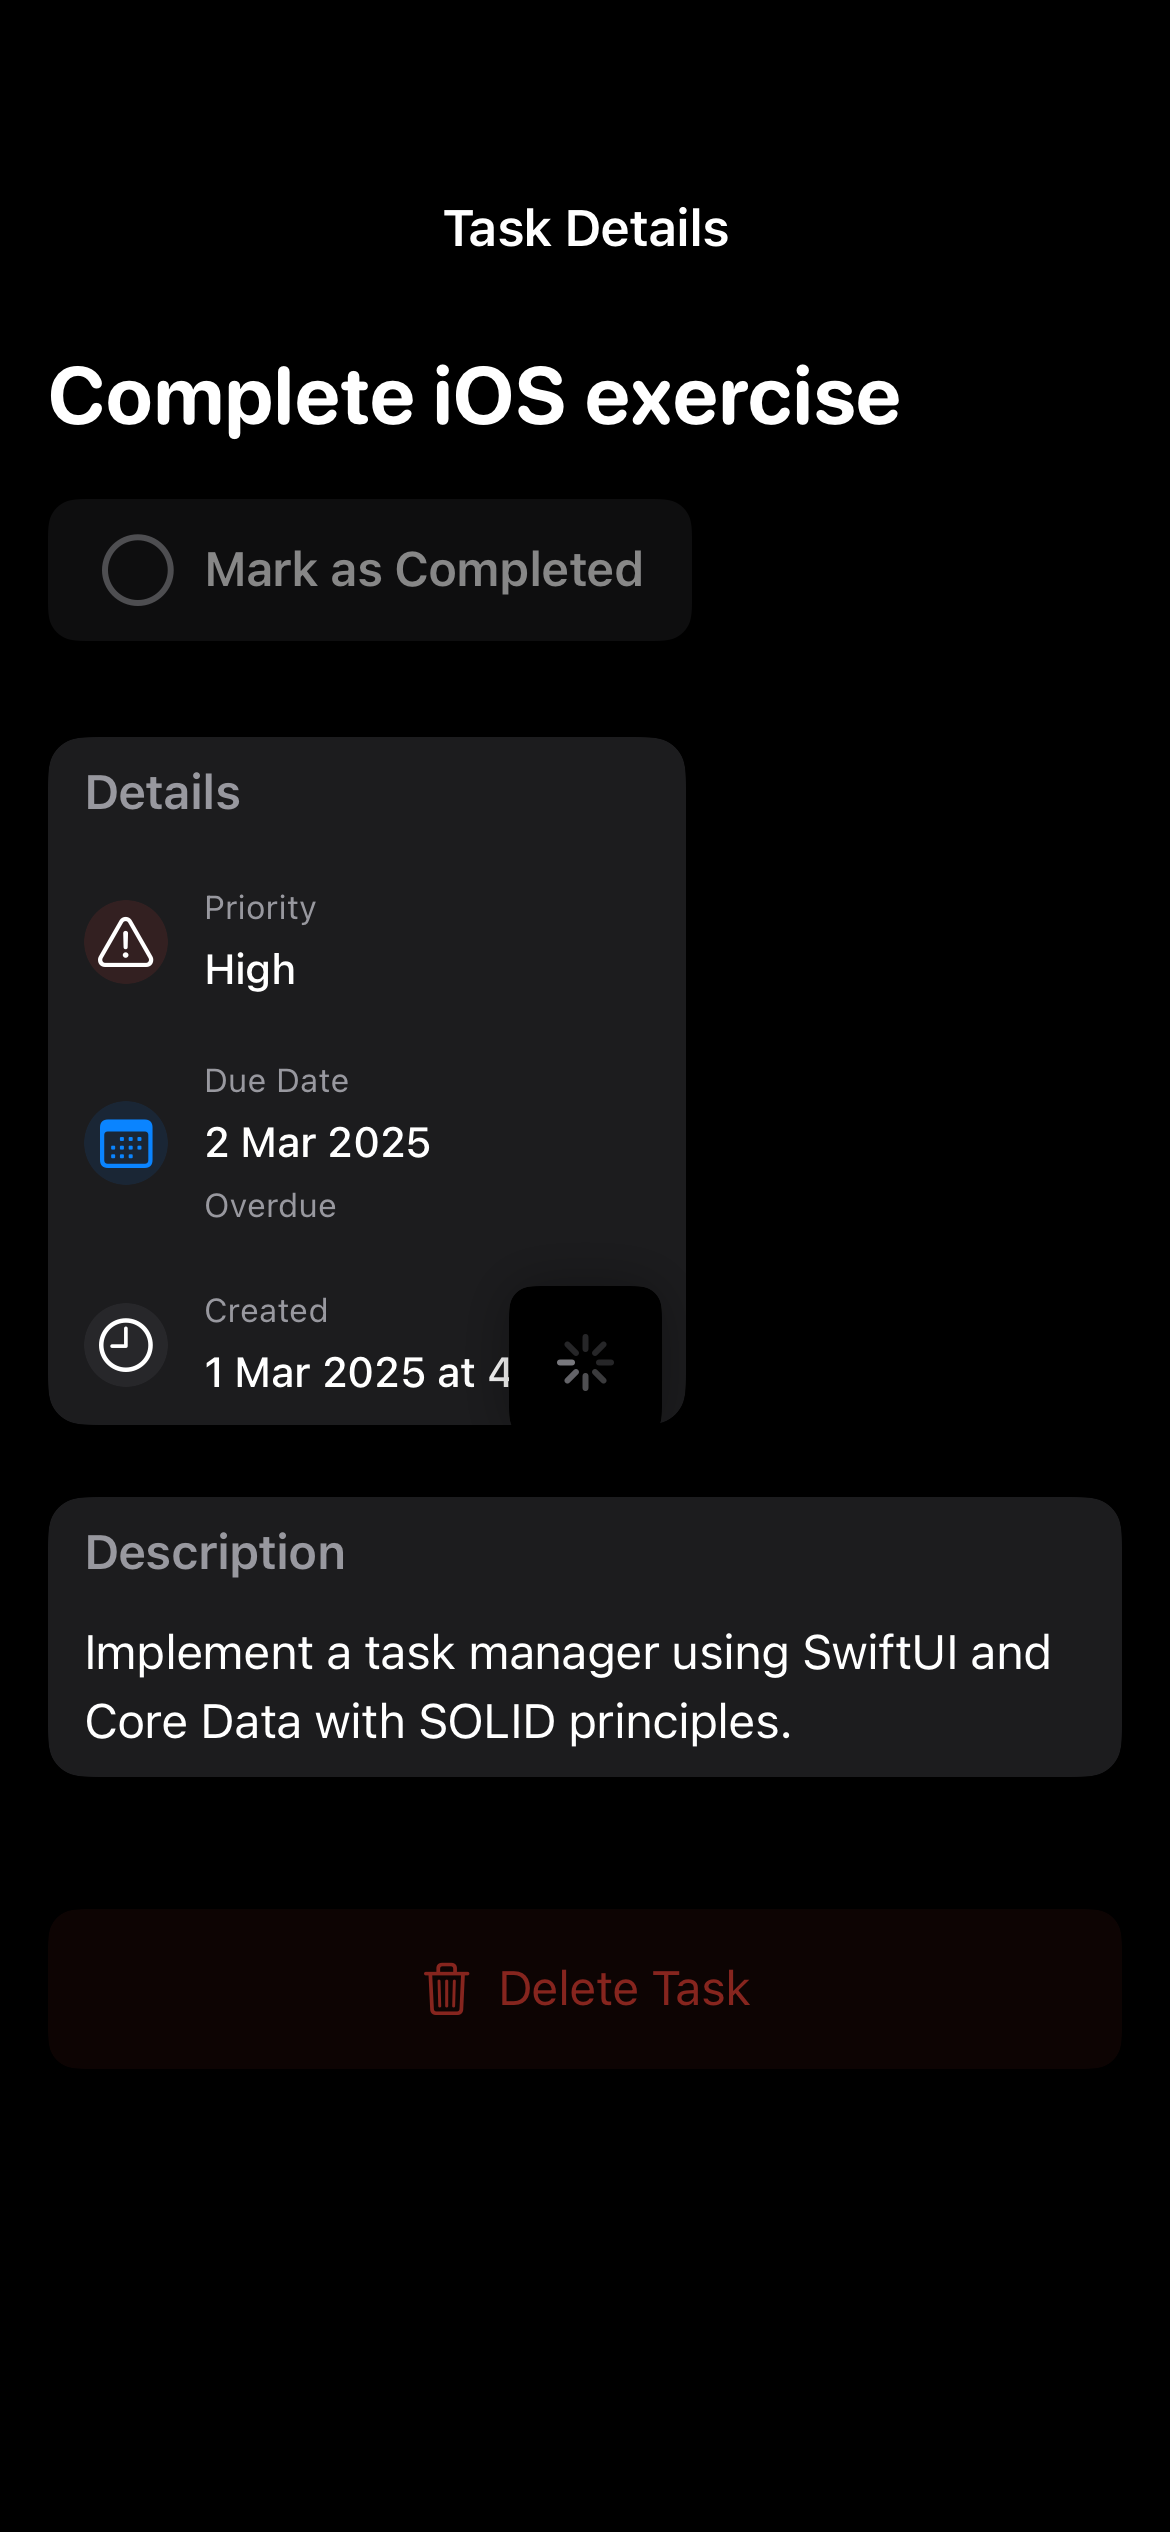 Task Details
Complete iOS exercise
Mark as Completed
Details
Priority
High
Due Date
2 Mar 2025
Overdue
Created
1 Mar 2025 at 4
Description
Implement a task manager using SwiftUI and
Core Data with SOLID principles.
Delete Task